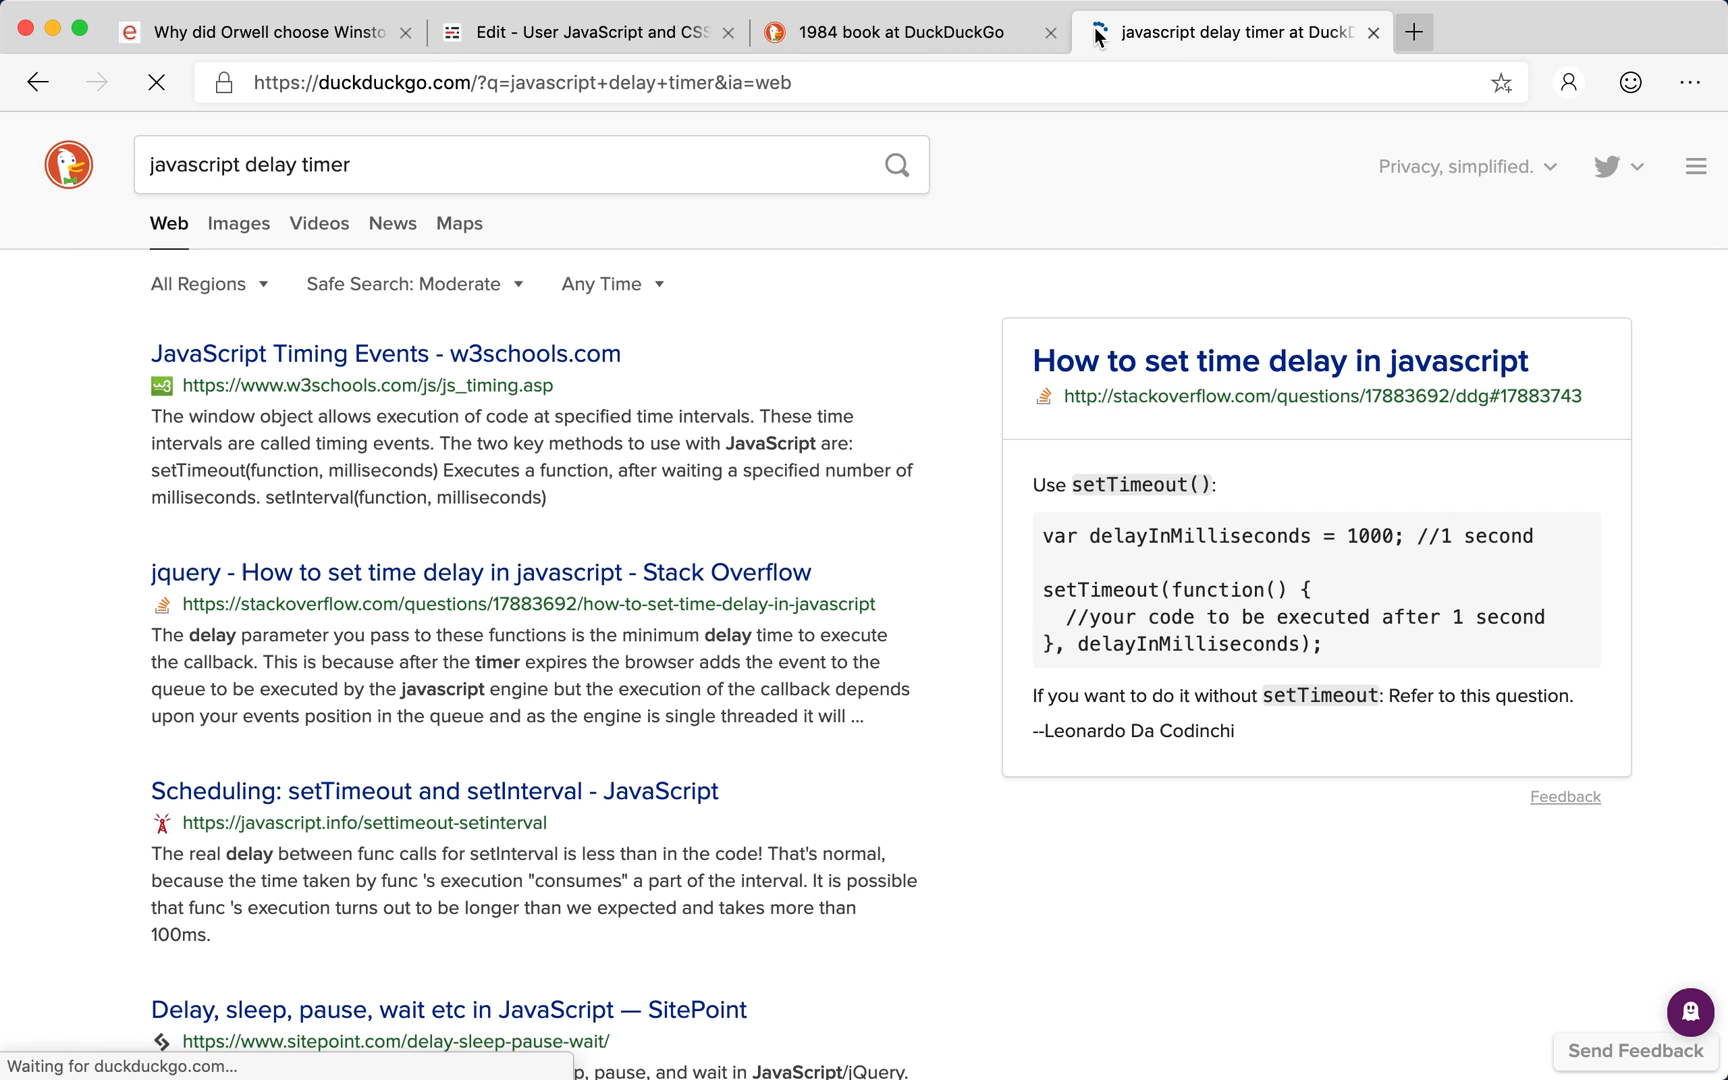 Why did Orwell choose Winsto
Edit - User JavaScript and CSS
1984 book at DuckDuckGo
javascript delay timer at DuckD
https://duckduckgo.com/?q=javascript+delay+timer&ia=web
javascript delay timer
Privacy, simplified.
Web Images Videos News Maps
All Regions Safe Search: Moderate Any Time
JavaScript Timing Events - w3schools.com
https://www.w3schools.com/js/js_timing.asp
The window object allows execution of code at specified time intervals. These time
intervals are called timing events. The two key methods to use with JavaScript are:
setTimeout(function, milliseconds) Executes a function, after waiting a specified number of
milliseconds. setInterval(function, milliseconds)
jquery - How to set time delay in javascript - Stack Overflow
https://stackoverflow.com/questions/17883692/how-to-set-time-delay-in-javascript
The delay parameter you pass to these functions is the minimum delay time to execute
the callback. This is because after the timer expires the browser adds the event to the
queue to be executed by the javascript engine but the execution of the callback depends
upon your events position in the queue and as the engine is single threaded it will ...
Scheduling: setTimeout and setInterval - JavaScript
https://javascript.info/settimeout-setinterval
The real delay between func calls for setInterval is less than in the code! That's normal,
because the time taken by func 's execution "consumes" a part of the interval. It is possible
that func 's execution turns out to be longer than we expected and takes more than
100ms.
Delay, sleep, pause, wait etc in JavaScript — SitePoint
https://www.sitepoint.com/delay-sleep-pause-wait/
p, pause, and wait in JavaScript/jQuery.
Waiting for duckduckgo.com...
How to set time delay in javascript
http://stackoverflow.com/questions/17883692/ddg#17883743
Use setTimeout():
var delayInMilliseconds = 1000; //1 second
setTimeout(function() {
//your code to be executed after 1 second
}, delayInMilliseconds);
If you want to do it without setTimeout: Refer to this question.
--Leonardo Da Codinchi
Feedback
Send Feedback